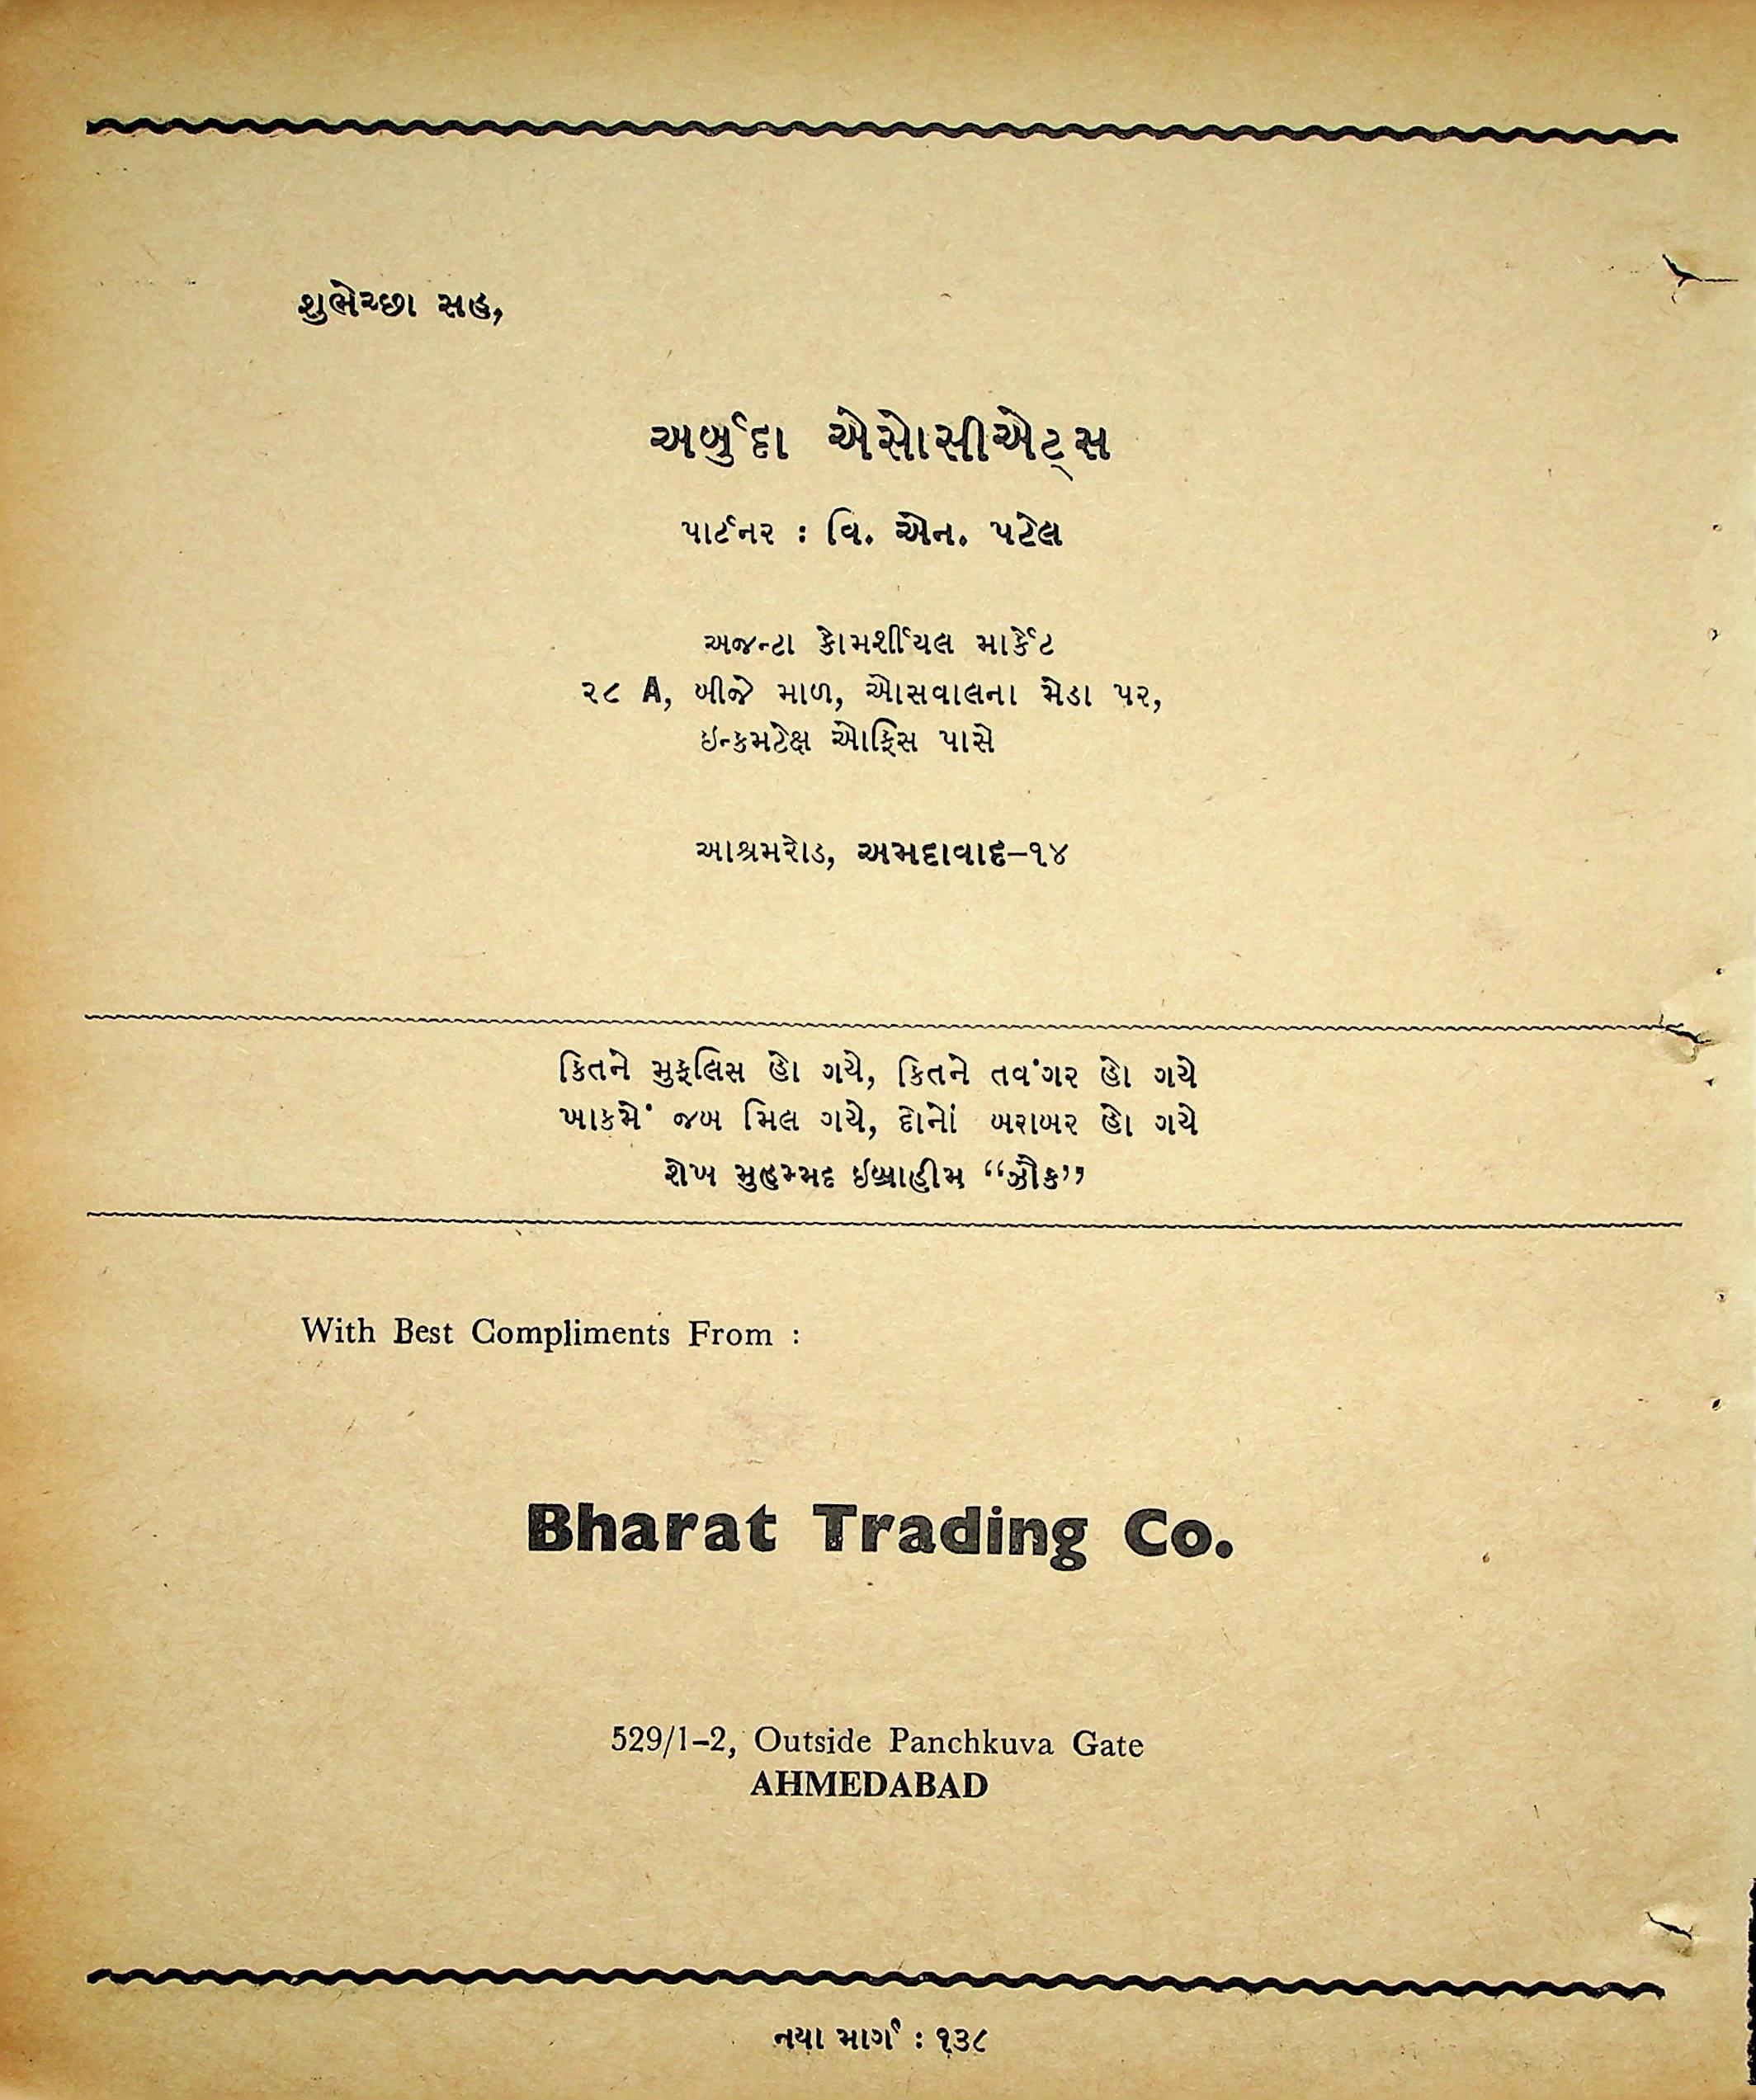 શુભેચ્છા સહ,
અર્બુદા એસોસીએટ્સ
પાર્ટનર : વિ. એન. પટેલ
અજન્ટા કોમર્શીયલ માર્કેટ
૨૮ A, બીજે માળ, ઓસવાલના મેડા પર,
ઇન્કમટેક્ષ ઓફિસ પાસે
આશ્રમરોડ, અમદાવાદ–૧૪
કિતને મુફલિસ હો ગયે, કિતને તવંગર હો ગયે
ખાકમેં જબ મિલ ગયે, દોનોં બરાબર હો ગયે
શેખ મુહમ્મદ ઈબ્રાહીમ “ઝૌક”
With Best Compliments From :
Bharat Trading Co.
529/1–2, Outside Panchkuva Gate
AHMEDABAD
નયા માર્ગ : ૧૩૮